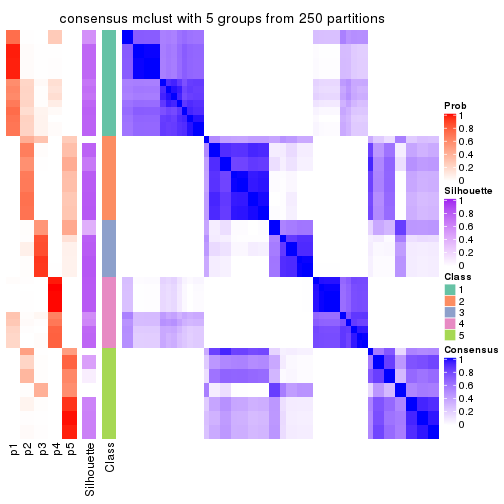 consensus mclust with 5 groups from 250 partitions
Prob
1
0.8
0.6
0.4
0.2
0
Silhouette
1
0.8
0.6
0.4
0.2
0
Class
1
2
3
4
5
Consensus
1
0.8
0.6
0.4
0.2
0
p1
p2
p3
p4
p5
Silhouette
Class